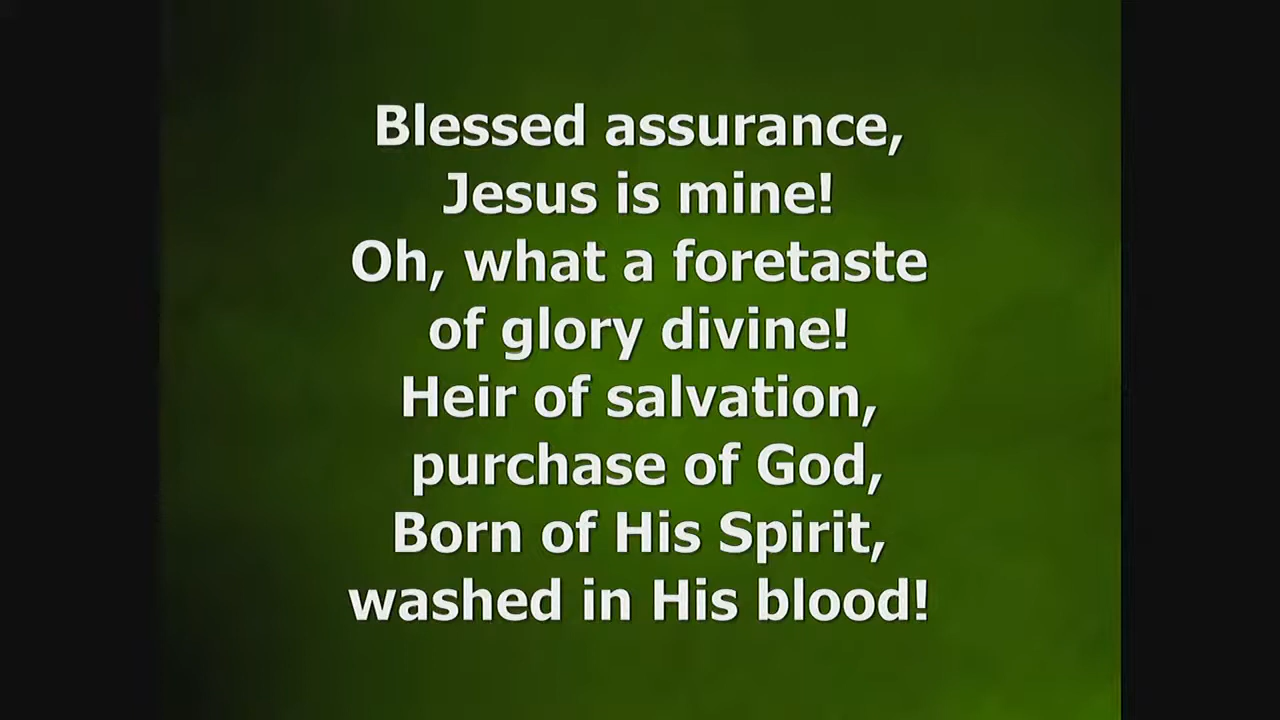 Blessed assurance,
Jesus is mine!
Oh, what a foretaste
of glory divine!
Heir of salvation,
purchase of God,
Born of His Spirit,
washed in His blood!